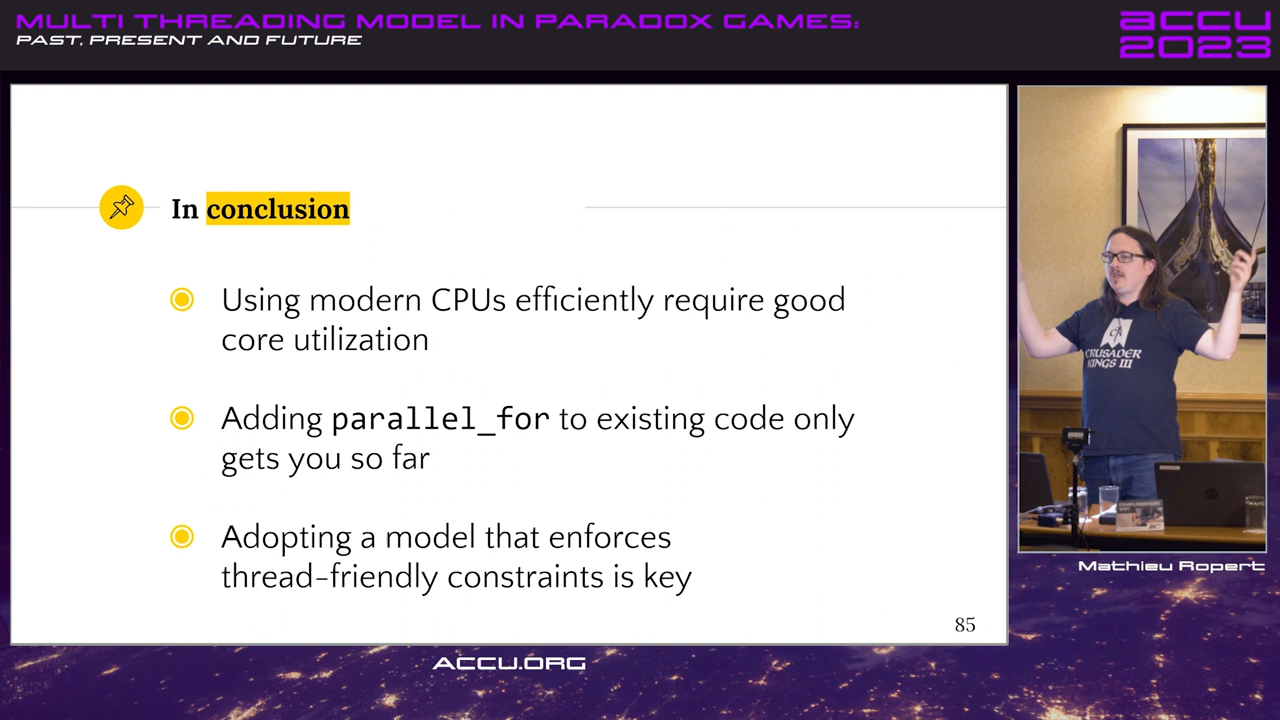 MULTI THREADING MODEL IN PARADOX GAMES:
PAST, PRESENT AND FUTURE
accu
2023
In conclusion
Using modern CPUs efficiently require good
core utilization
Adding parallel_for to existing code only
gets you so far
Adopting a model that enforces
thread-friendly constraints is key
85
CRUSADER
KINGS III
Mathieu Ropert
ACCU.ORG